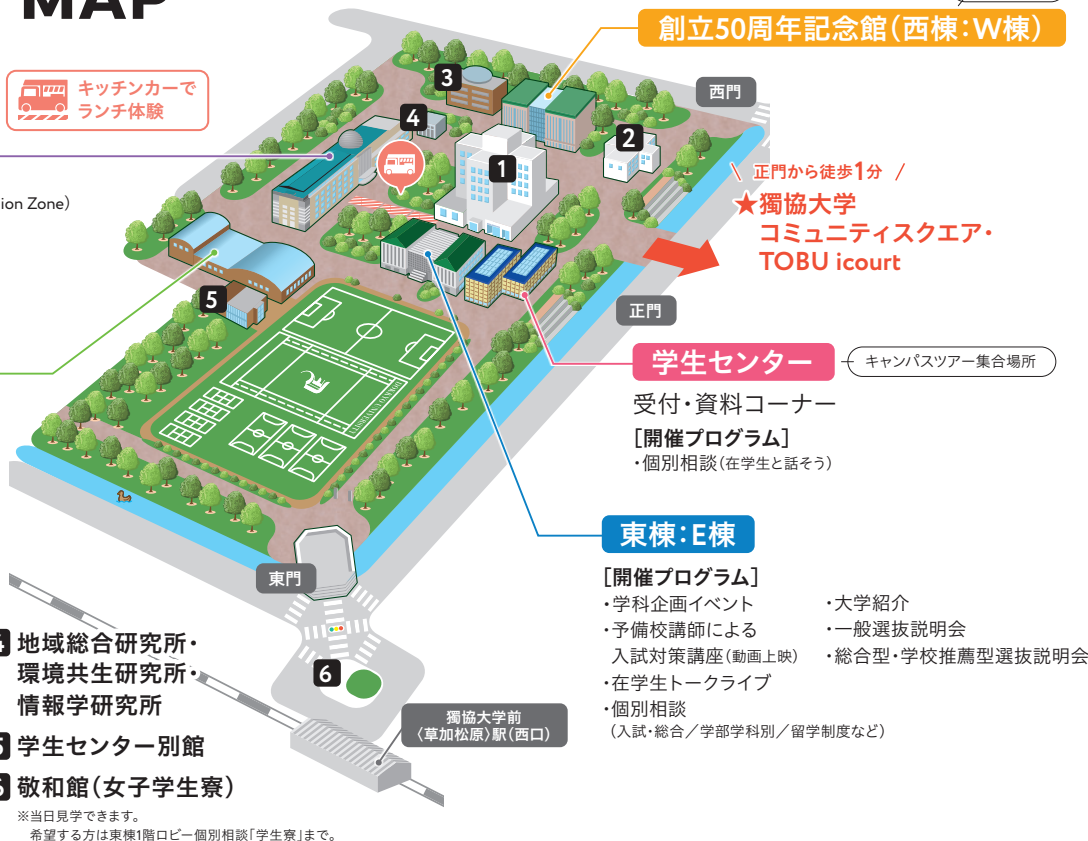 MAP
キッチンカーで
ランチ体験
ion Zone)
創立50周年記念館(西棟:W棟)
西門
3
4
1
2
5
正門から徒歩1分
★獨協大学
コミュニティスクエア・
TOBU icourt
正門
学生センター
キャンパスツアー集合場所
受付・資料コーナー
[開催プログラム]
・個別相談(在学生と話そう)
DOKKYO UNIVERSITY
東棟:E棟
[開催プログラム]
・学科企画イベント
・予備校講師による
入試対策講座(動画上映)
・在学生トークライブ
・個別相談
(入試・総合/学部学科別/留学制度など)
・大学紹介
・一般選抜説明会
・総合型・学校推薦型選抜説明会
東門
6
獨協大学前
〈草加松原〉駅(西口)
4 地域総合研究所・
環境共生研究所・
情報学研究所
5 学生センター別館
6 敬和館(女子学生寮)
※当日見学できます。
希望する方は東棟1階ロビー個別相談「学生寮」まで。